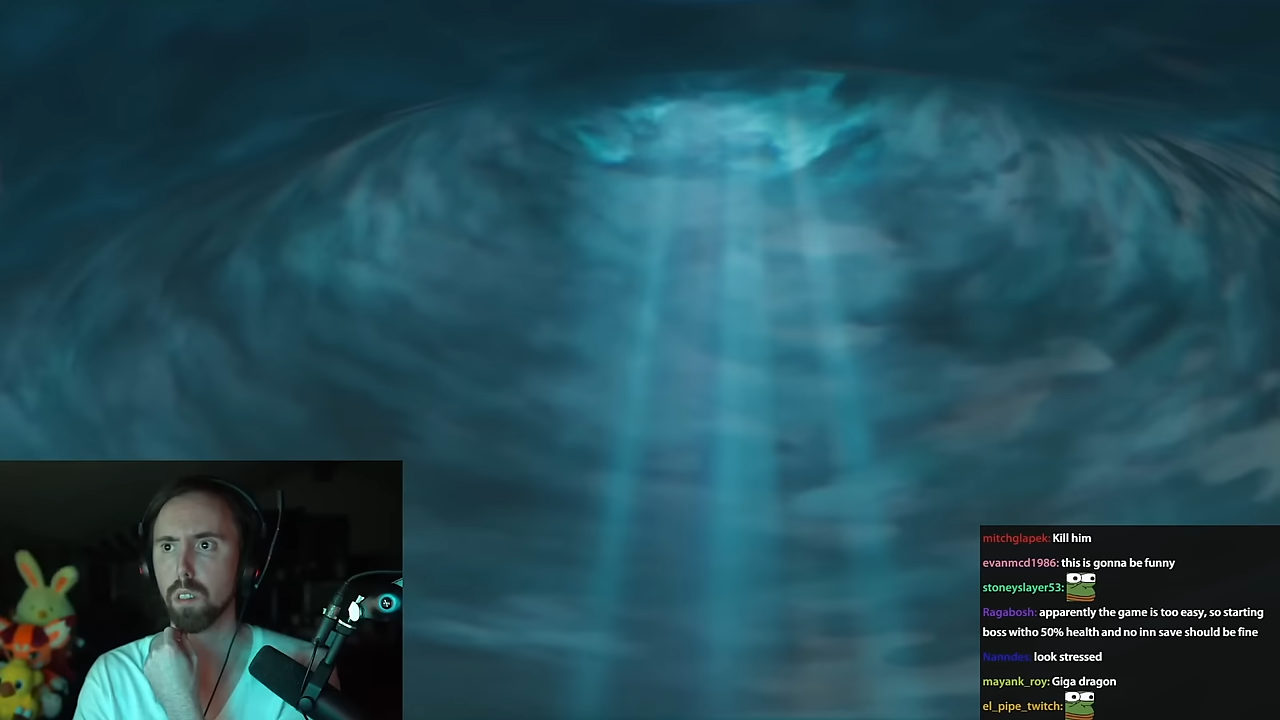 mitchglapek: Kill him
evanmcd1986: this is gonna be funny
stoneyslayer53:
Ragabosh: apparently the game is too easy, so starting
boss witho 50% health and no inn save should be fine
Nanndes: look stressed
mayank_roy: Giga dragon
el_pipe_twitch: